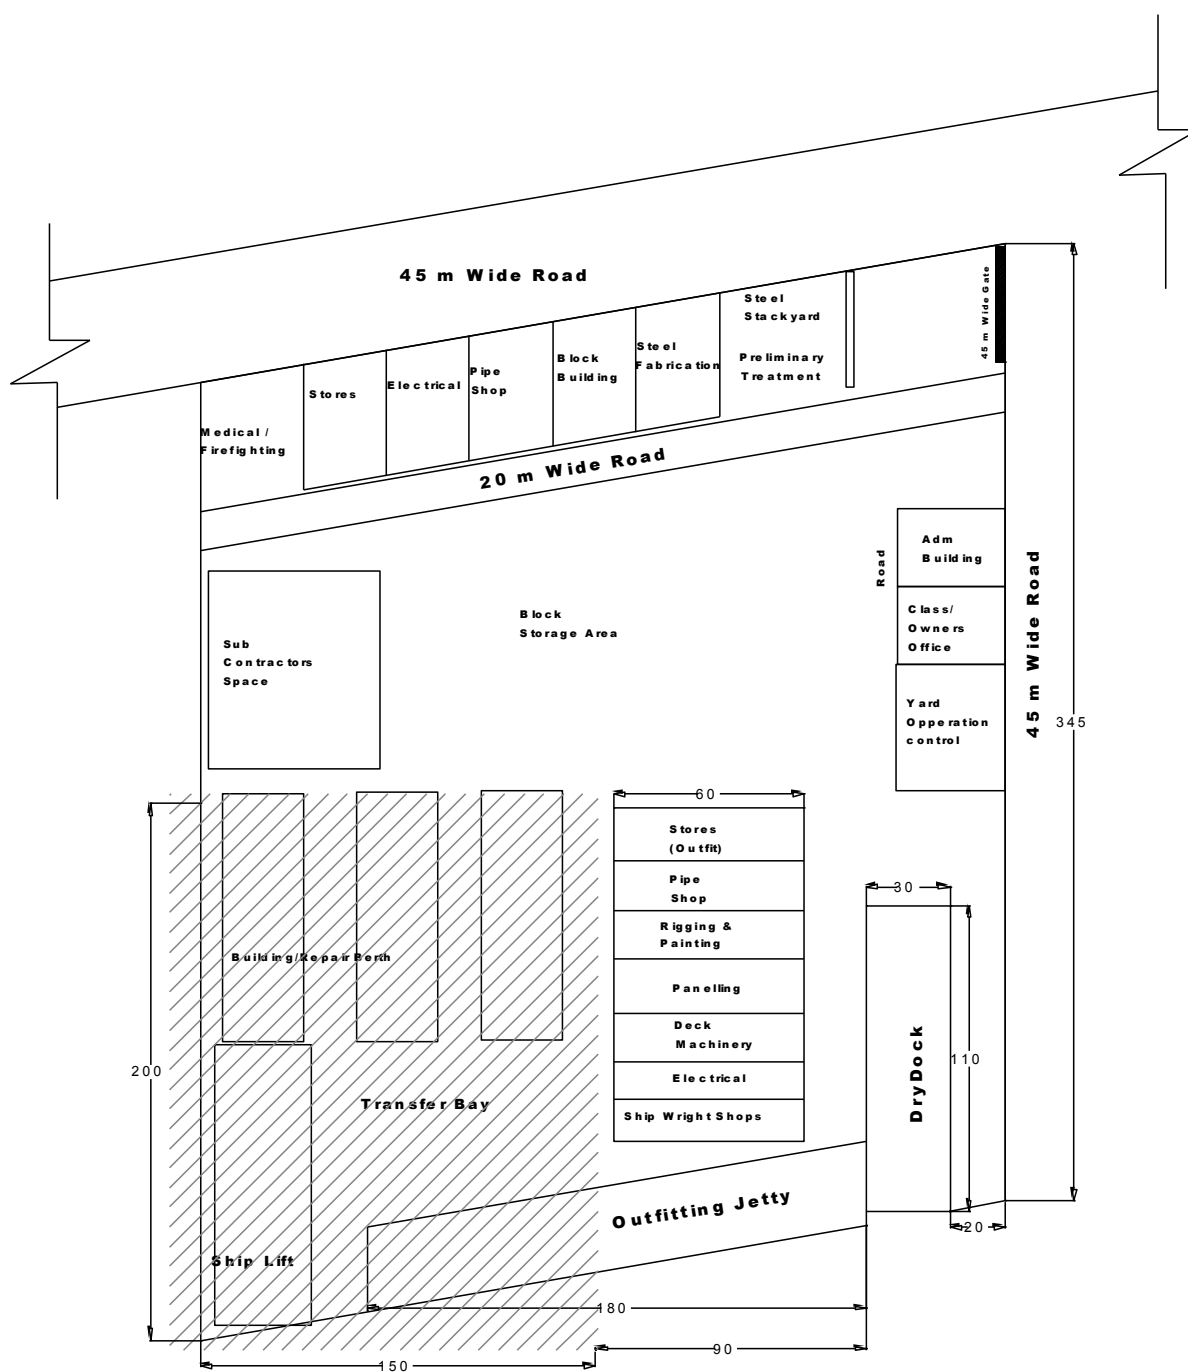 45 m Wide Road
45 m Wide Gate
Steel
Stackyard
Preliminary
Treatment
Steel
Fabrication
Block
Building
Pipe
Shop
Electrical
Stores
Medical /
Firefighting
20 m Wide Road
Adm
Building
Road
Class/
Owners
Office
Yard
Opperation
control
45 m Wide Road
345
Block
Storage Area
Sub
Contractors
Space
60
Stores
(Outfit)
Pipe
Shop
Rigging &
Painting
Panelling
Deck
Machinery
Electrical
Ship Wright Shops
30
110
DryDock
20
Building/Repair Berth
200
Transfer Bay
Ship Lift
Outfitting Jetty
180
90
150